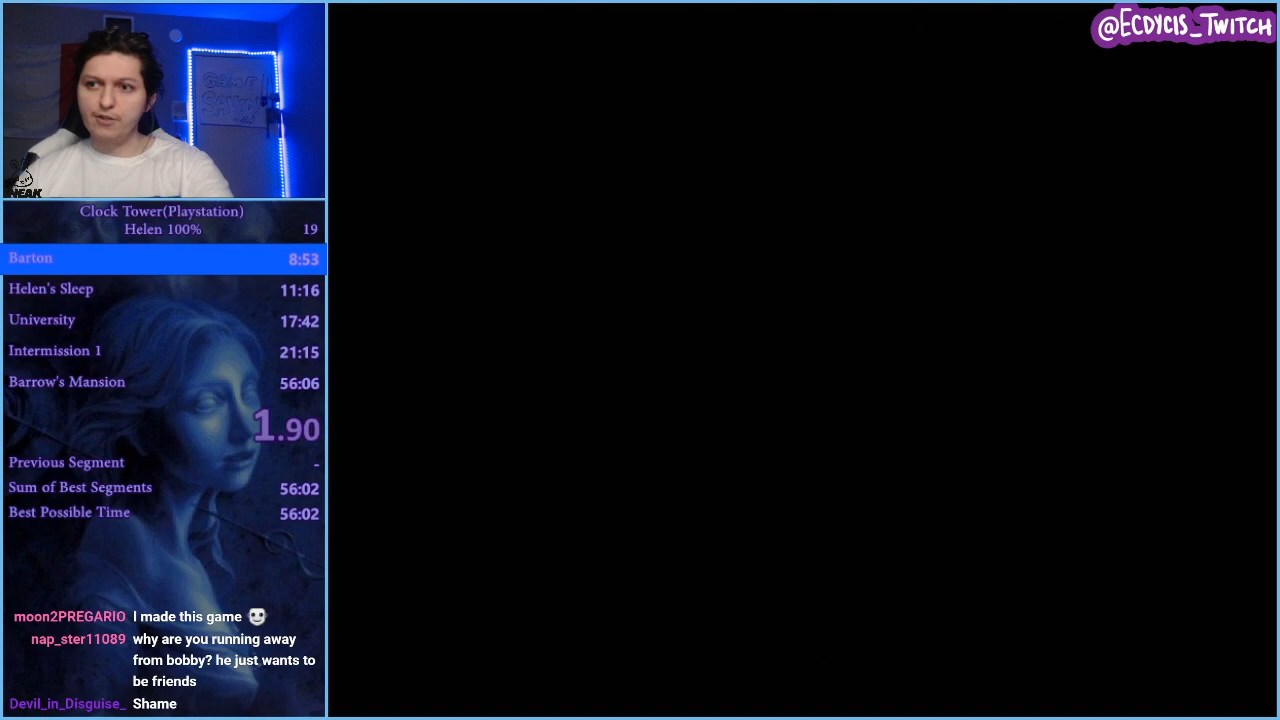 @ECDYCIS_TWITCH
Clock Tower(Playstation)
Helen 100% 19
Barton 8:53
Helen's Sleep 11:16
University 17:42
Intermission 1 21:15
Barrow's Mansion 56:06
1.90
Previous Segment -
Sum of Best Segments 56:02
Best Possible Time 56:02
moon2PREGARIO I made this game
nap_ster11089 why are you running away
from bobby? he just wants to
be friends
Devil_in_Disguise_ Shame